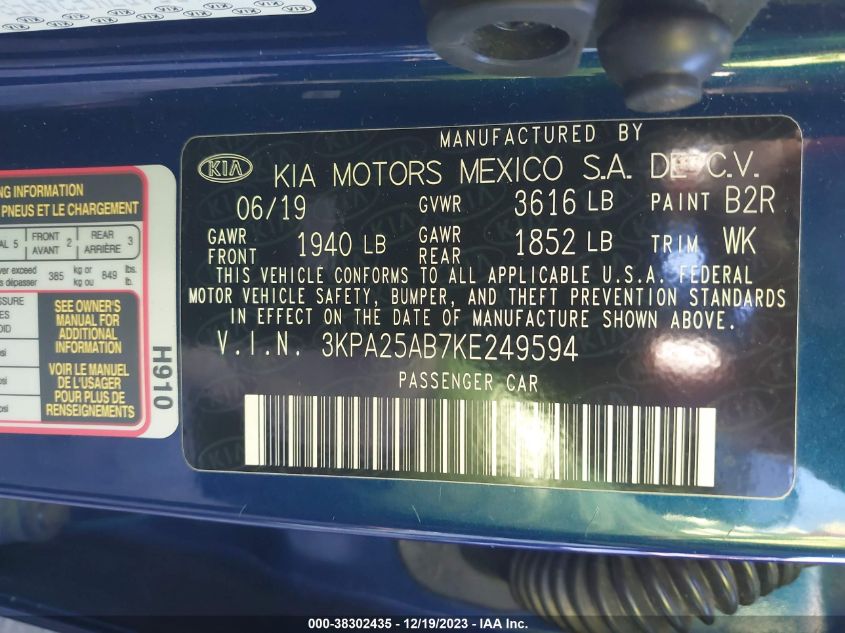 KIA
MANUFACTURED BY
KIA MOTORS MEXICO S.A. DE C.V.
06/19 GVWR 3616 LB PAINT B2R
GAWR FRONT 1940 LB GAWR REAR 1852 LB TRIM WK
THIS VEHICLE CONFORMS TO ALL APPLICABLE U.S.A. FEDERAL
MOTOR VEHICLE SAFETY, BUMPER, AND THEFT PREVENTION STANDARDS
IN EFFECT ON THE DATE OF MANUFACTURE SHOWN ABOVE.
V.I.N. 3KPA25AB7KE249594
PASSENGER CAR
INFORMATION
PNEUS ET LE CHARGEMENT
5 FRONT AVANT 2 REAR ARRIÈRE 3
exceed
dépasser 385 kg or kg ou 849 lbs. lb.
SEE OWNER'S
MANUAL FOR
ADDITIONAL
INFORMATION
VOIR LE MANUEL
DE L'USAGER
POUR PLUS DE
RENSEIGNEMENTS
H910
000-38302435 - 12/19/2023 - IAA Inc.